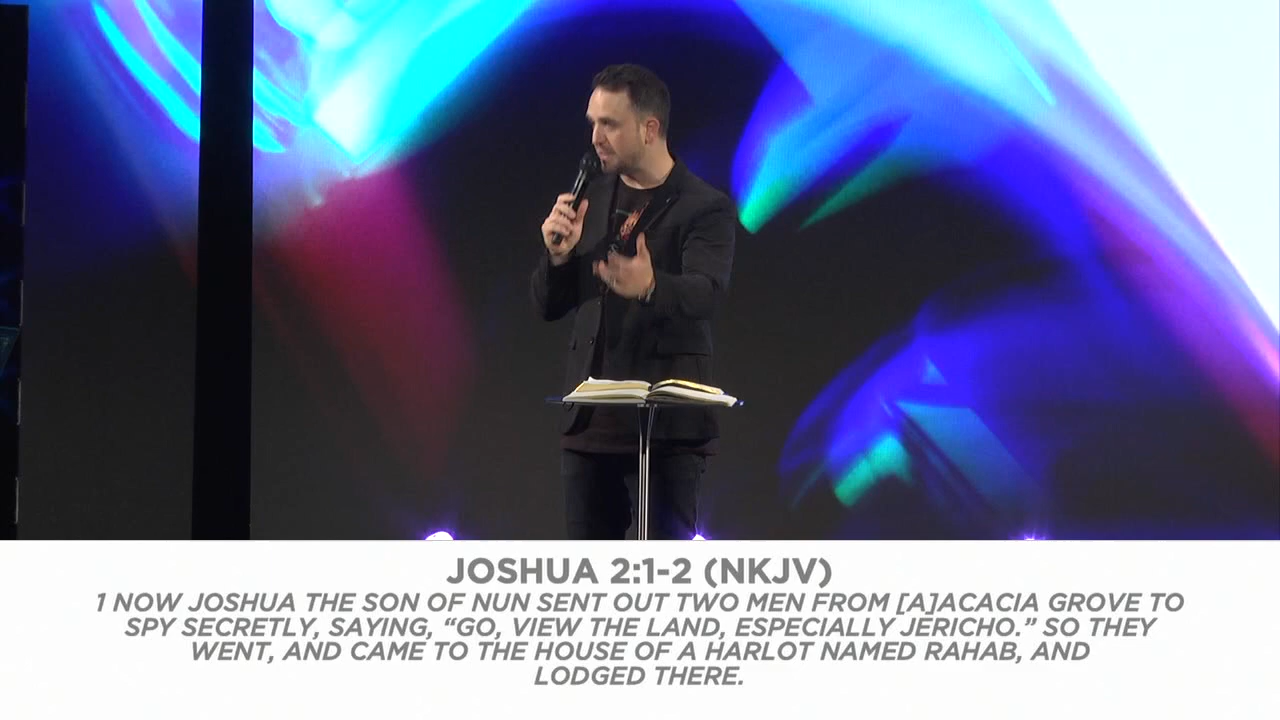 JOSHUA 2:1-2 (NKJV)
1 NOW JOSHUA THE SON OF NUN SENT OUT TWO MEN FROM [A]ACACIA GROVE TO
SPY SECRETLY, SAYING, “GO, VIEW THE LAND, ESPECIALLY JERICHO.” SO THEY
WENT, AND CAME TO THE HOUSE OF A HARLOT NAMED RAHAB, AND
LODGED THERE.